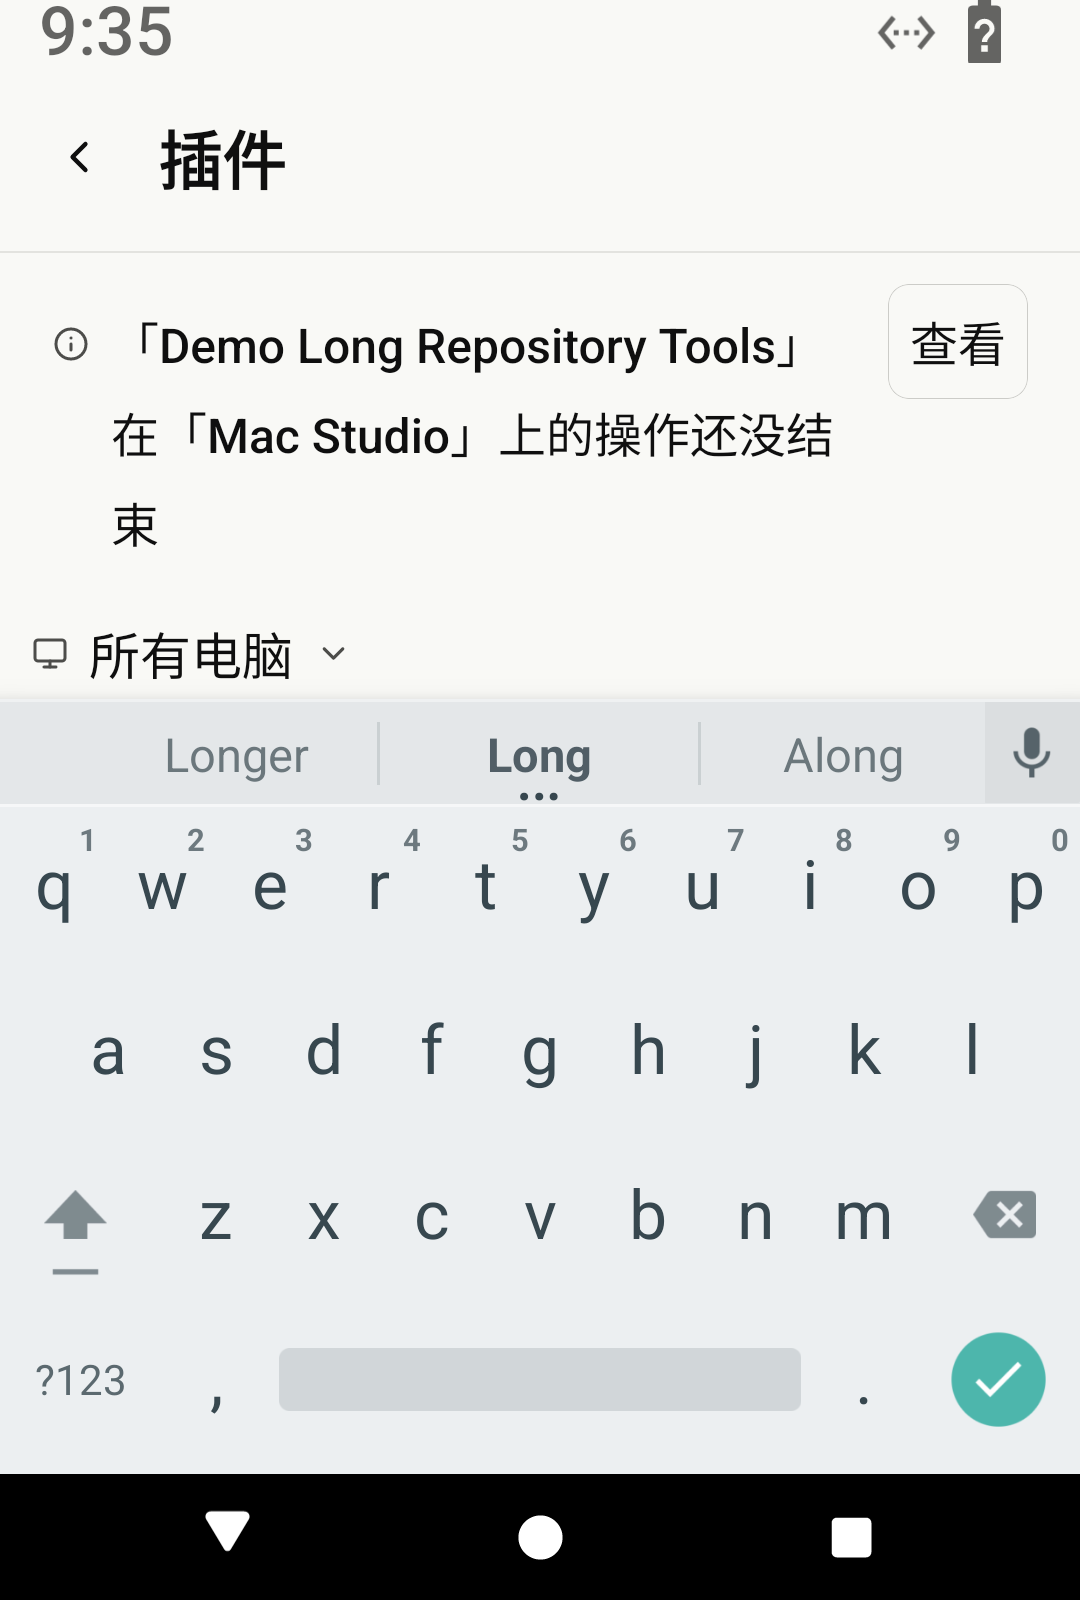 9:35
插件
「Demo Long Repository Tools」
查看
在「Mac Studio」上的操作还没结
束
所有电脑
Longer Long Along
1 2 3 4 5 6 7 8 9 0
q w e r t y u i o p
a s d f g h j k l
z x c v b n m
?123 , .